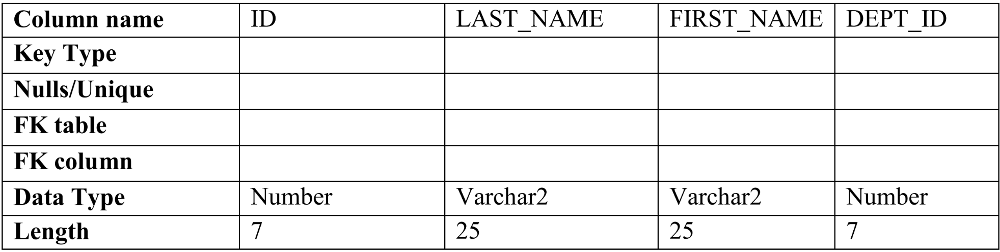 Column name ID LAST_NAME FIRST_NAME DEPT_ID
Key Type
Nulls/Unique
FK table
FK column
Data Type Number Varchar2 Varchar2 Number
Length 7 25 25 7